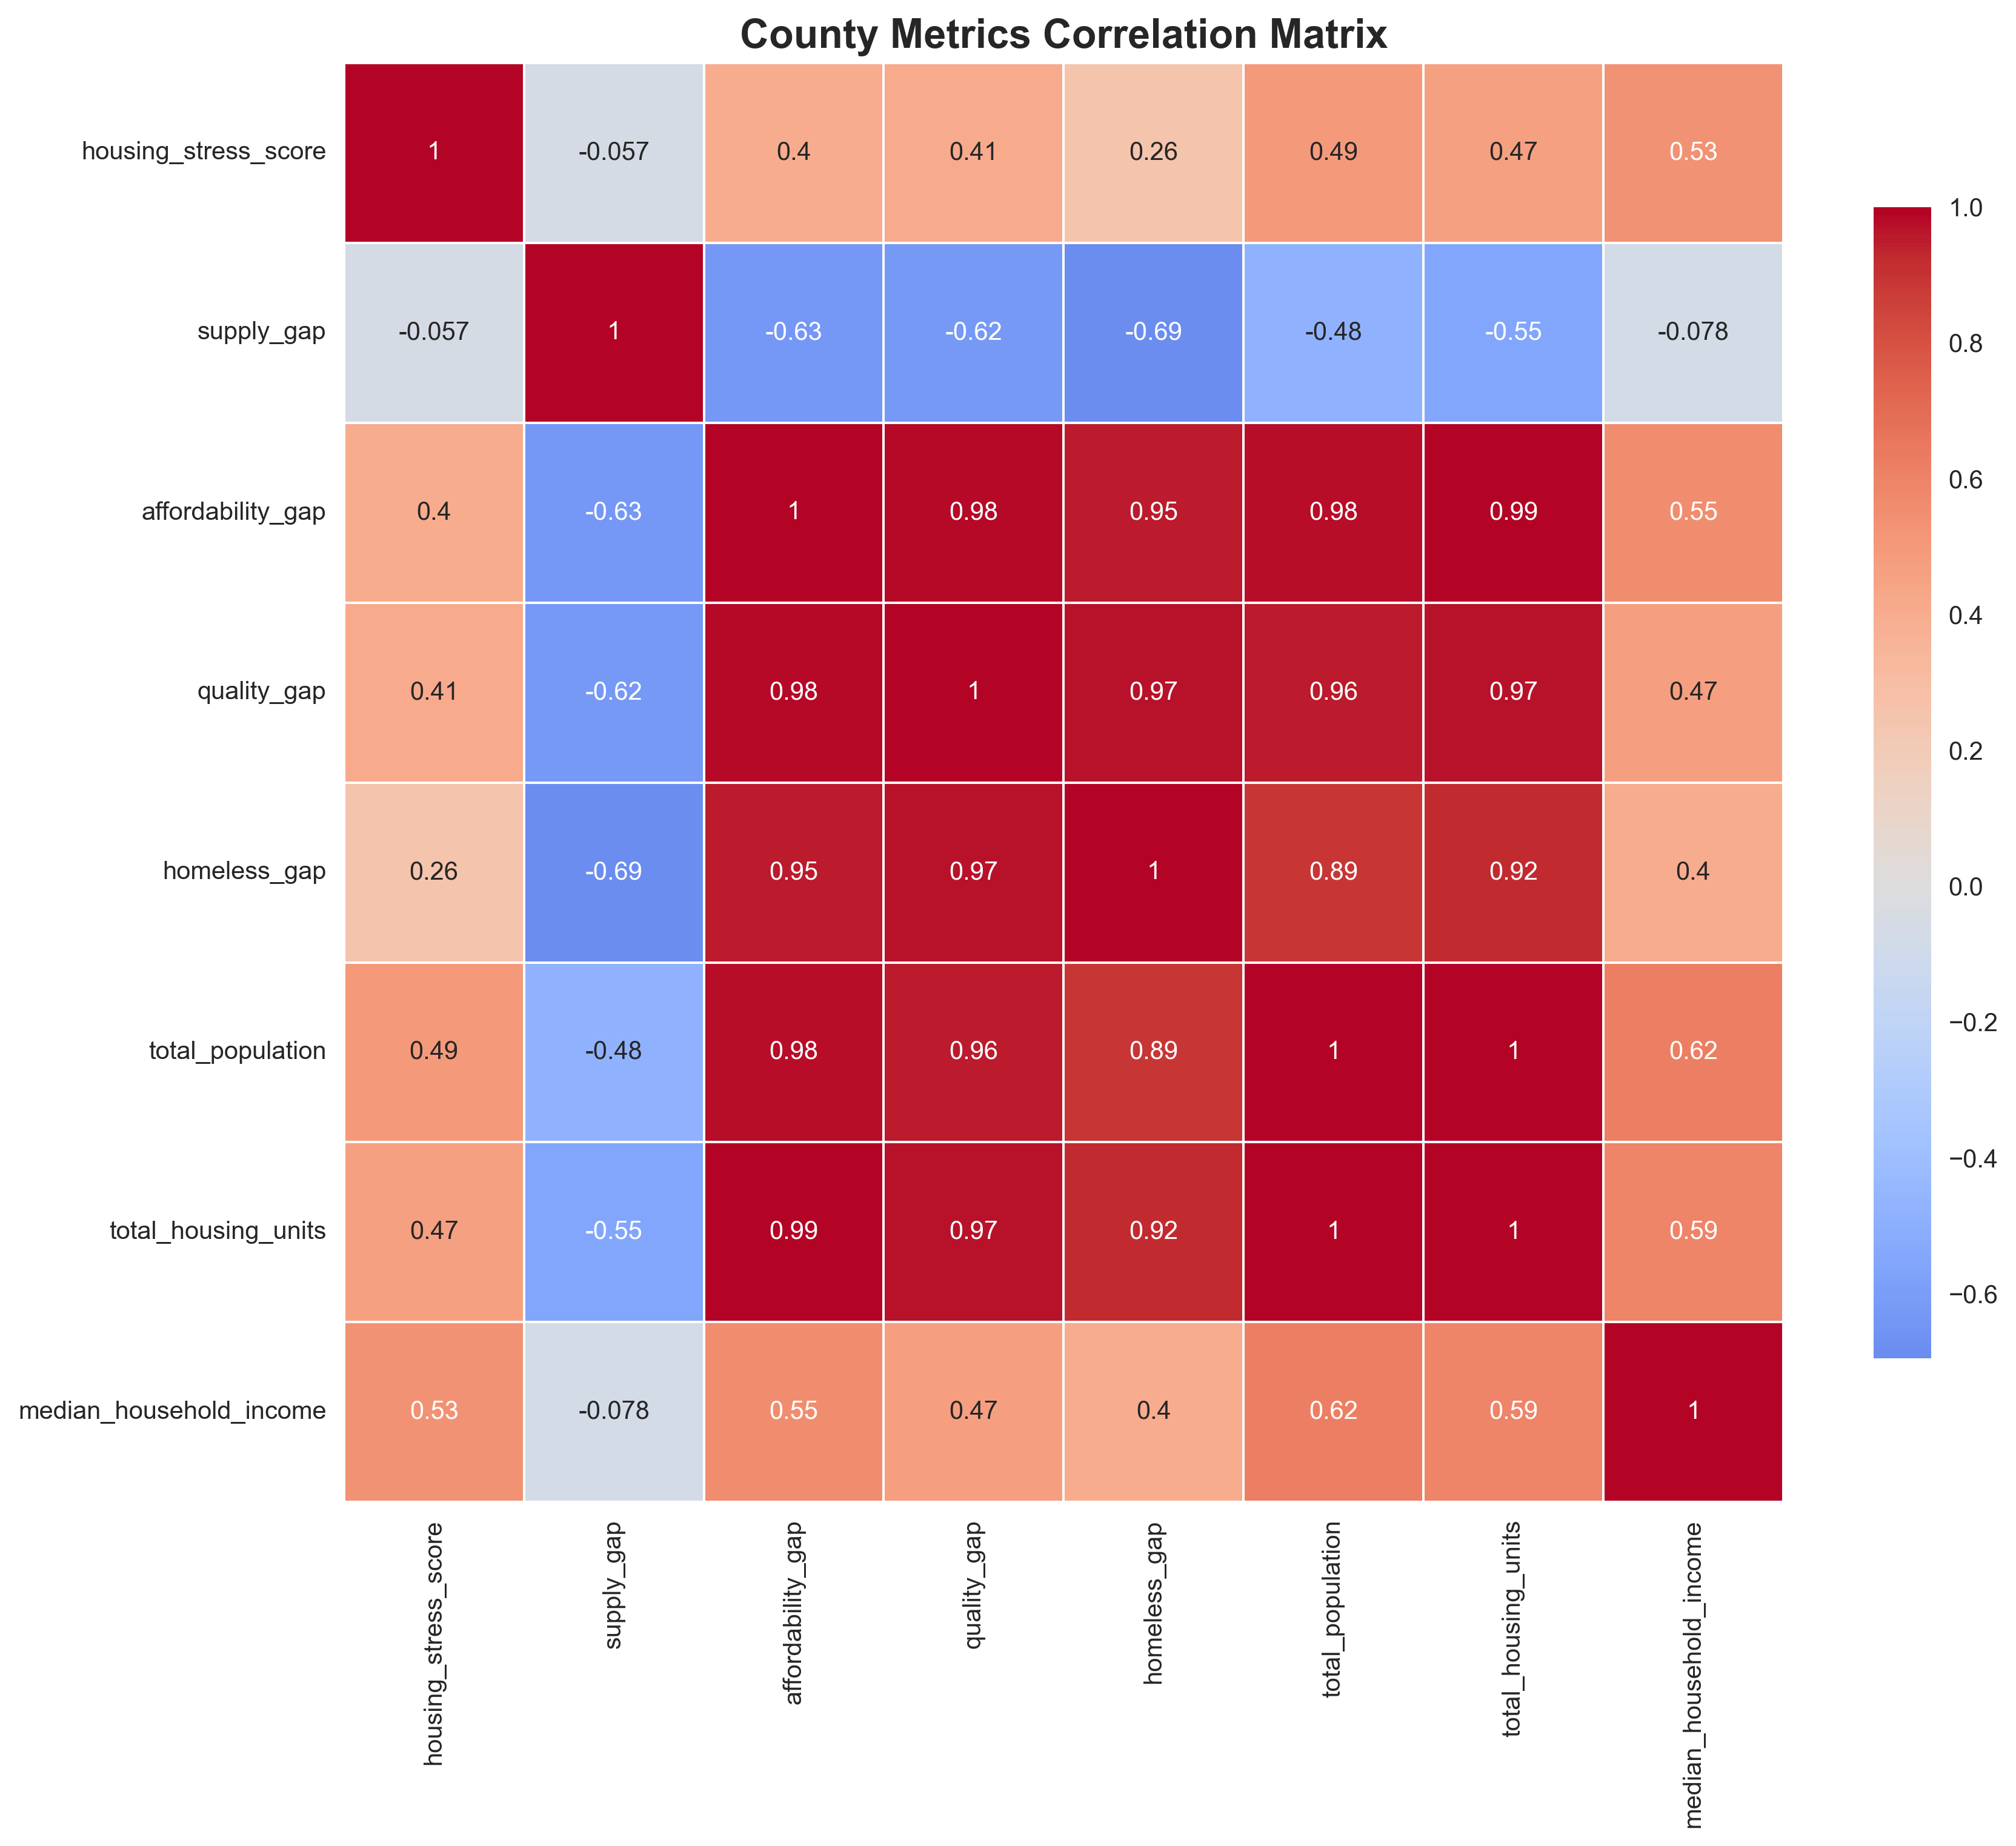 County Metrics Correlation Matrix
housing_stress_score 1 -0.057 0.4 0.41 0.26 0.49 0.47 0.53
supply_gap -0.057 1 -0.63 -0.62 -0.69 -0.48 -0.55 -0.078
affordability_gap 0.4 -0.63 1 0.98 0.95 0.98 0.99 0.55
quality_gap 0.41 -0.62 0.98 1 0.97 0.96 0.97 0.47
homeless_gap 0.26 -0.69 0.95 0.97 1 0.89 0.92 0.4
total_population 0.49 -0.48 0.98 0.96 0.89 1 1 0.62
total_housing_units 0.47 -0.55 0.99 0.97 0.92 1 1 0.59
median_household_income 0.53 -0.078 0.55 0.47 0.4 0.62 0.59 1
housing_stress_score
supply_gap
affordability_gap
quality_gap
homeless_gap
total_population
total_housing_units
median_household_income
1.0
0.8
0.6
0.4
0.2
0.0
−0.2
−0.4
−0.6